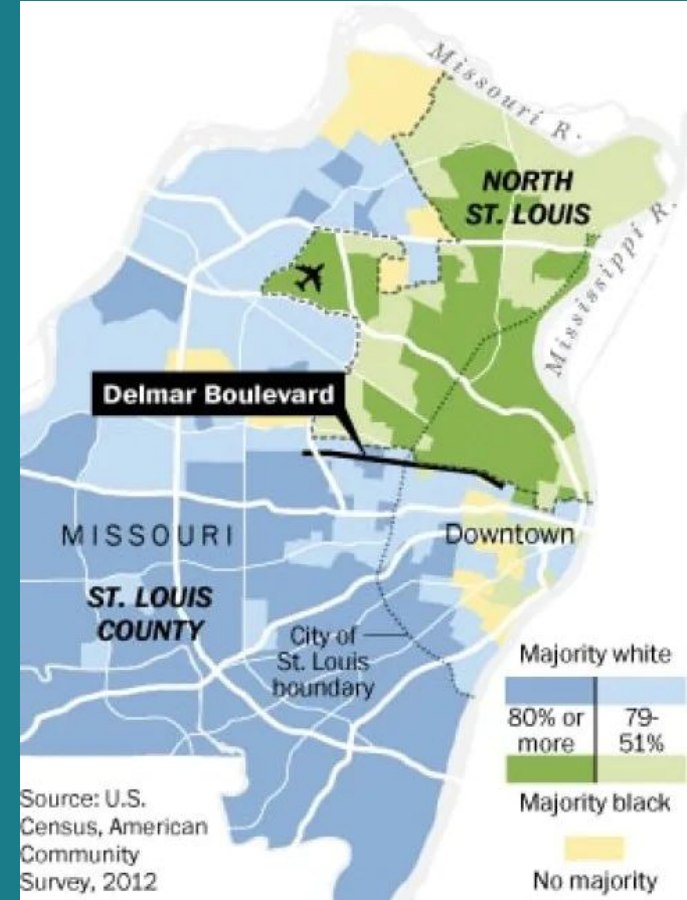 Missouri R.
NORTH
ST. LOUIS
Mississippi R.
Delmar Boulevard
MISSOURI
Downtown
ST. LOUIS
COUNTY
City of
St. Louis
boundary
Majority white
80% or
more
79-
51%
Majority black
No majority
Source: U.S.
Census, American
Community
Survey, 2012